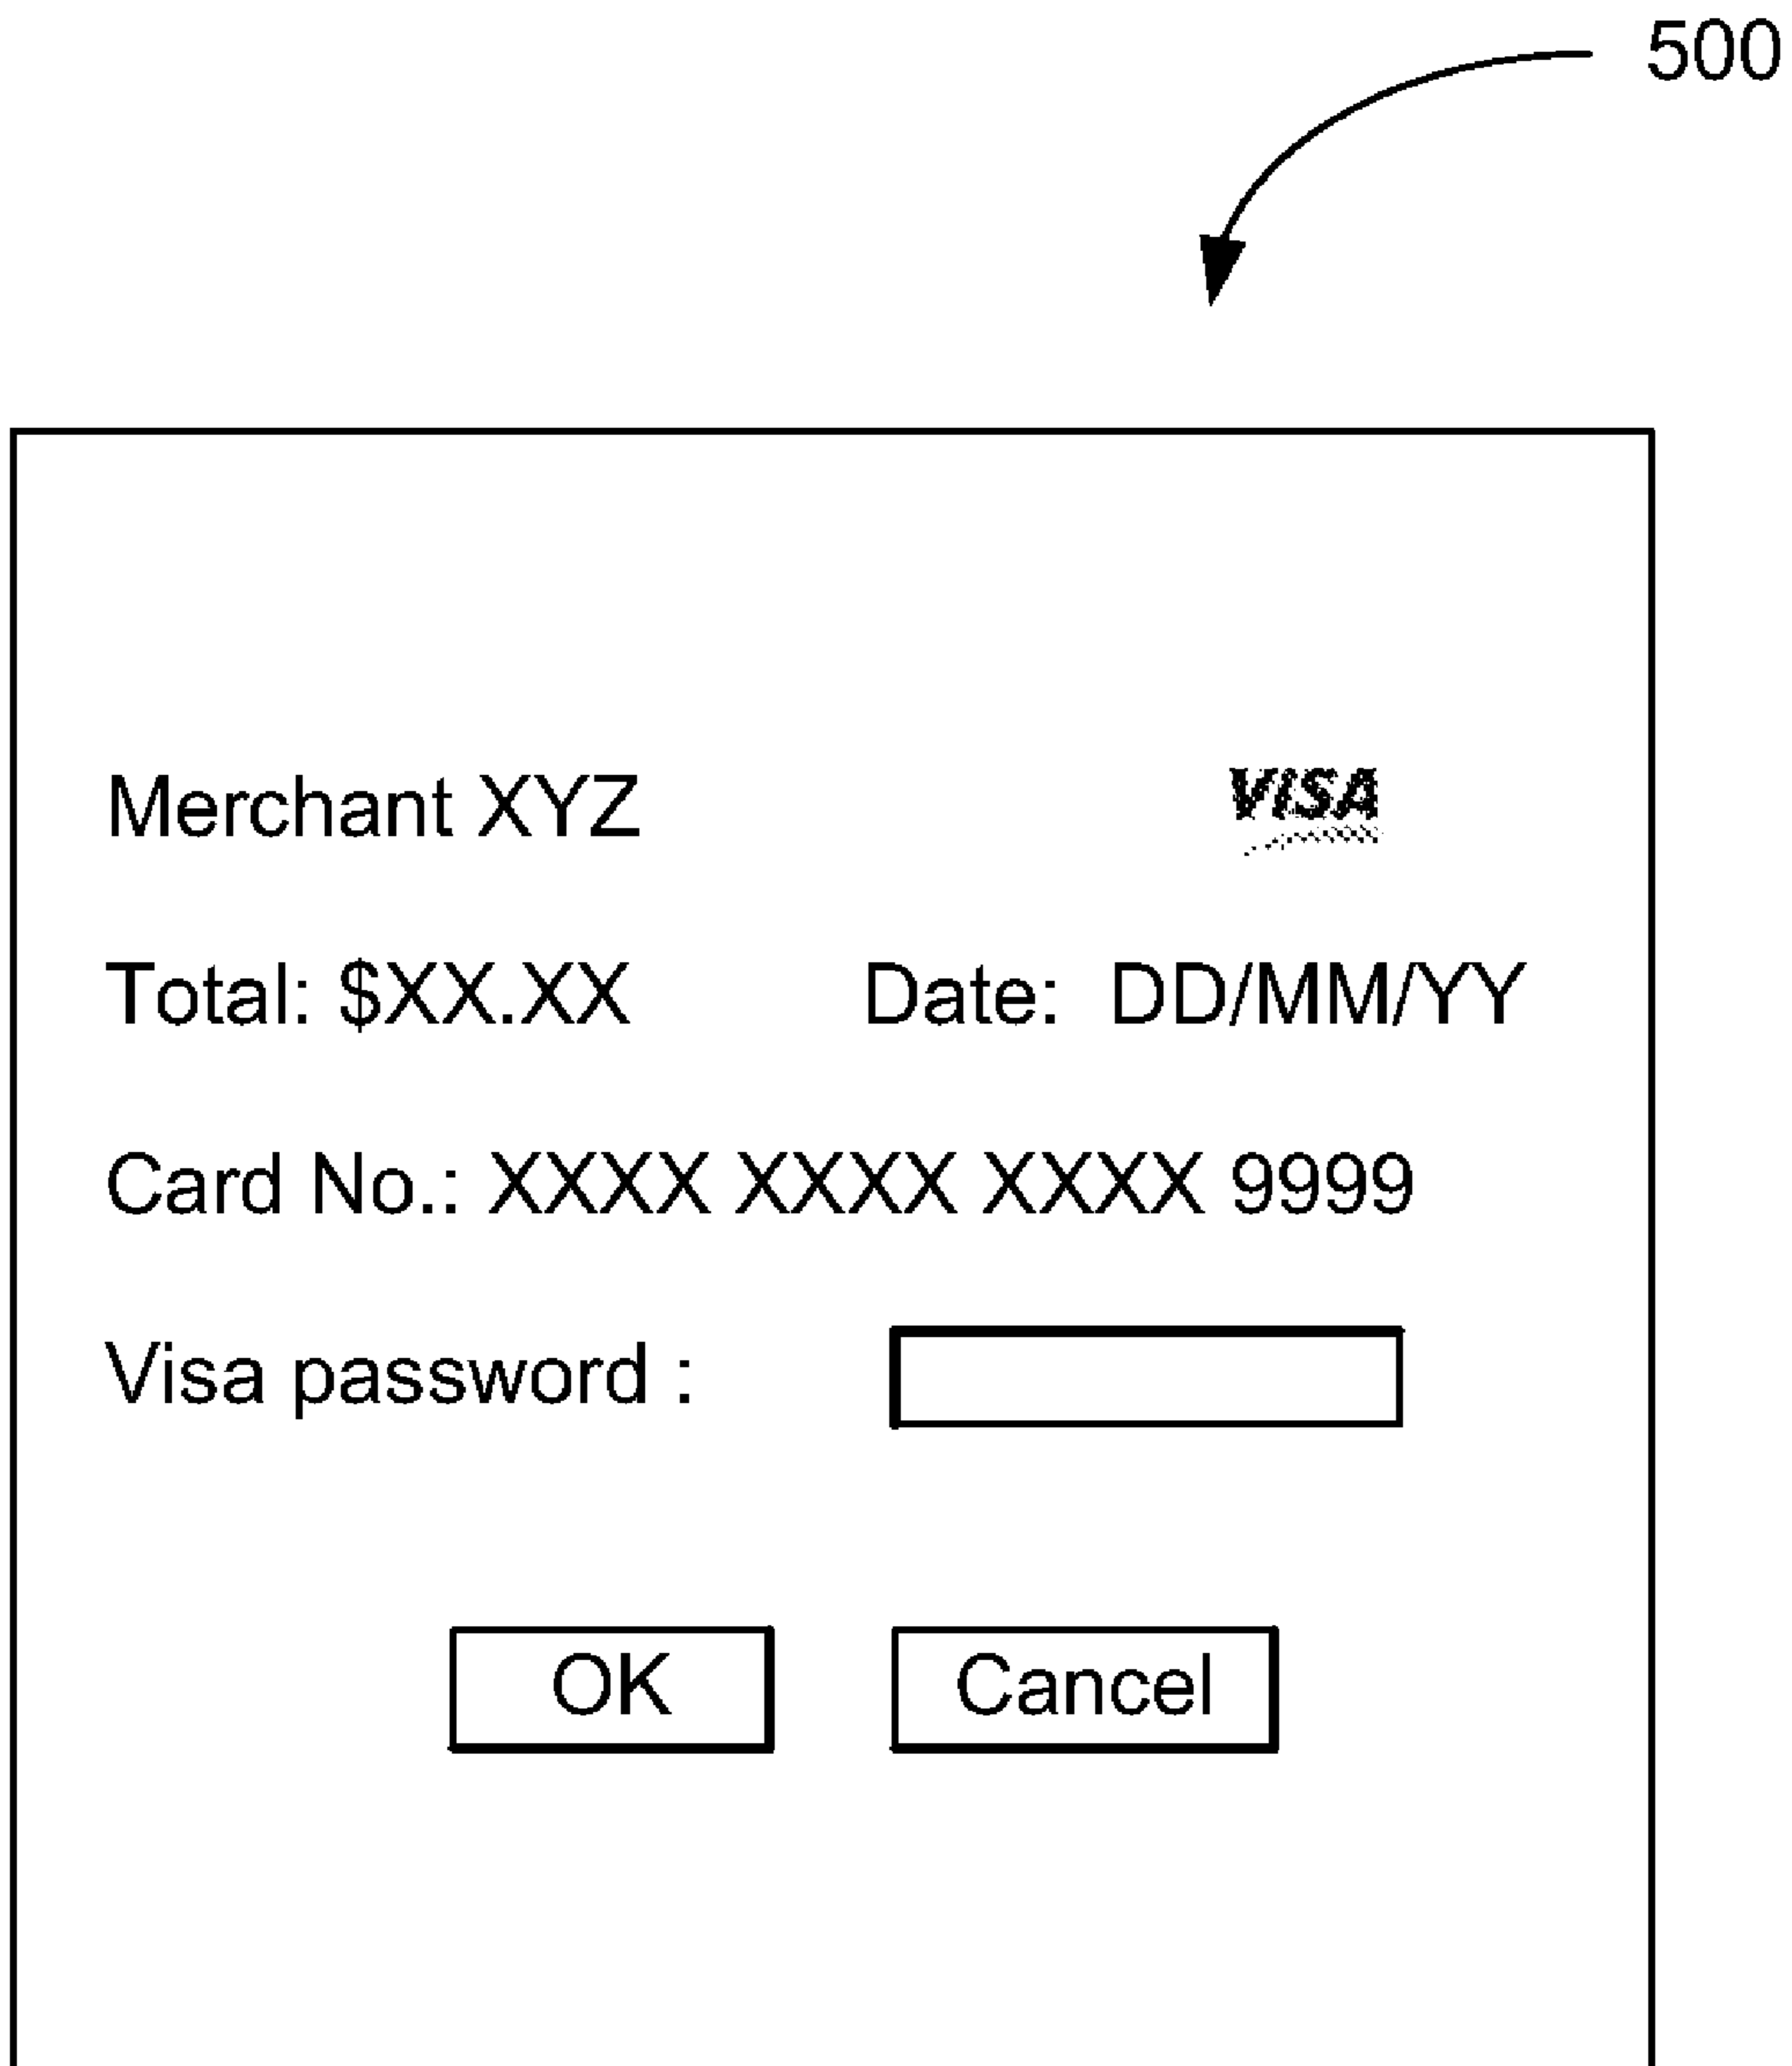 500
Merchant XYZ VISA
Total: $XX.XX Date: DD/MM/YY
Card No.: XXXX XXXX XXXX 9999
Visa password :
OK Cancel